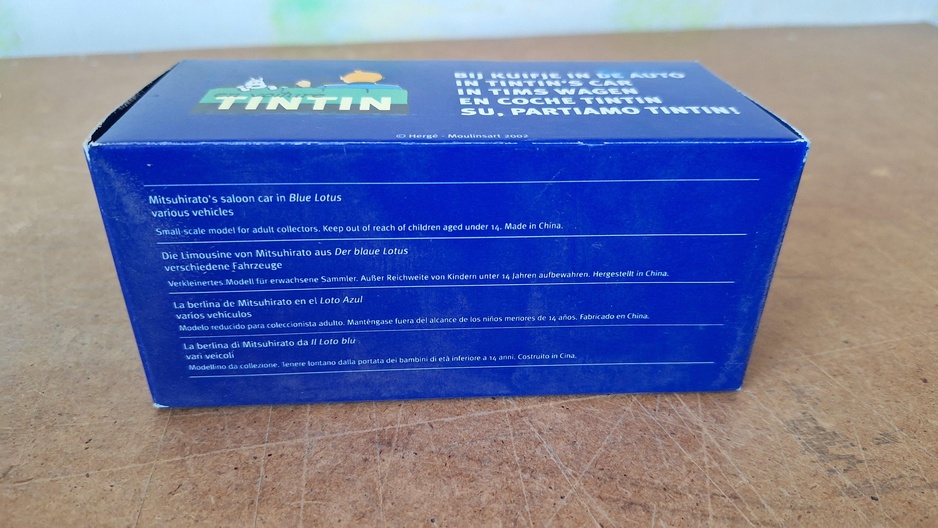 TINTIN
BIJ KUIFJE IN DE AUTO
IN TINTIN'S CAR
IN TIMS WAGEN
EN COCHE TINTIN
SU, PARTIAMO TINTIN!
© Hergé - Moulinsart 2002
Mitsuhirato's saloon car in Blue Lotus
various vehicles
Small-scale model for adult collectors. Keep out of reach of children aged under 14. Made in China.
Die Limousine von Mitsuhirato aus Der blaue Lotus
verschiedene Fahrzeuge
Verkleinertes Modell für erwachsene Sammler. Außer Reichweite von Kindern unter 14 Jahren aufbewahren. Hergestellt in China.
La berlina de Mitsuhirato en el Loto Azul
varios vehículos
Modelo reducido para coleccionista adulto. Manténgase fuera del alcance de los niños menores de 14 años. Fabricado en China.
La berlina di Mitsuhirato da Il Loto blu
vari veicoli
Modellino da collezione. Tenere lontano dalla portata dei bambini di età inferiore a 14 anni. Costruito in Cina.